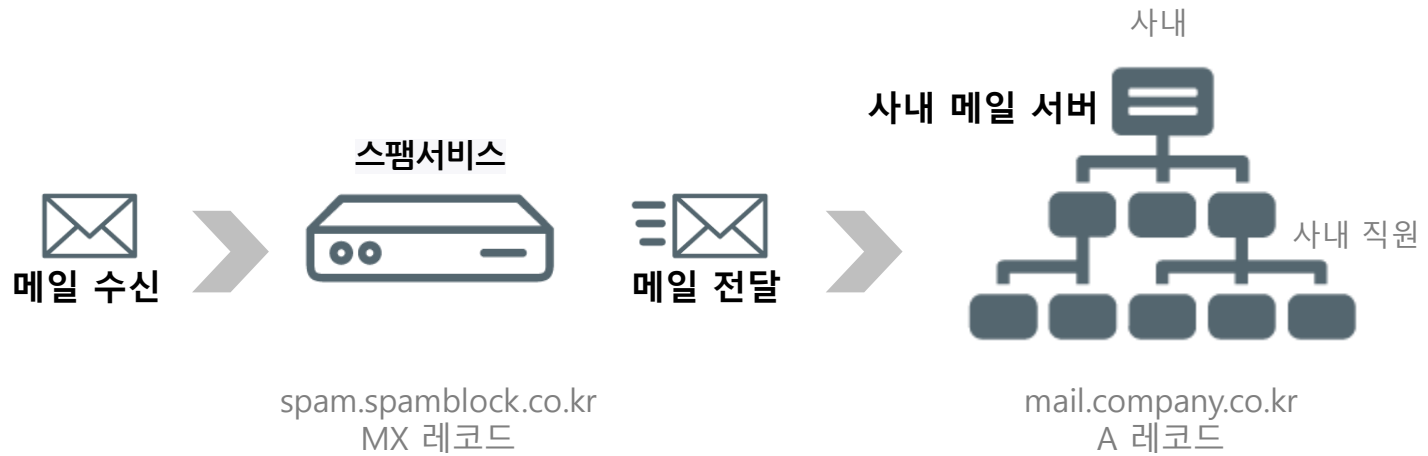 사내
사내 메일 서버
스팸서비스
사내 직원
메일 수신
메일 전달
spam.spamblock.co.kr
MX 레코드
mail.company.co.kr
A 레코드